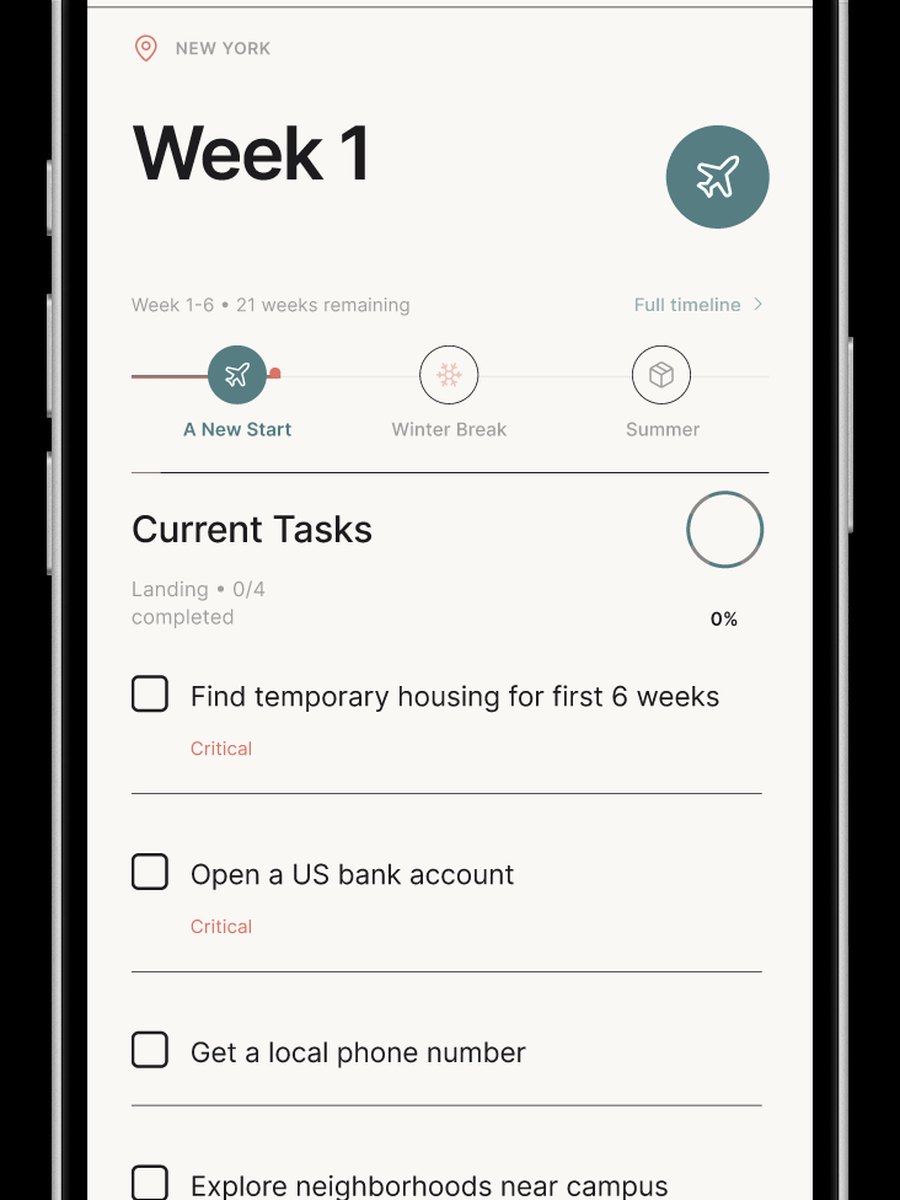 NEW YORK
Week 1
Week 1-6 • 21 weeks remaining
Full timeline
A New Start
Winter Break
Summer
Current Tasks
Landing • 0/4
completed
0%
Find temporary housing for first 6 weeks
Critical
Open a US bank account
Critical
Get a local phone number
Explore neighborhoods near campus